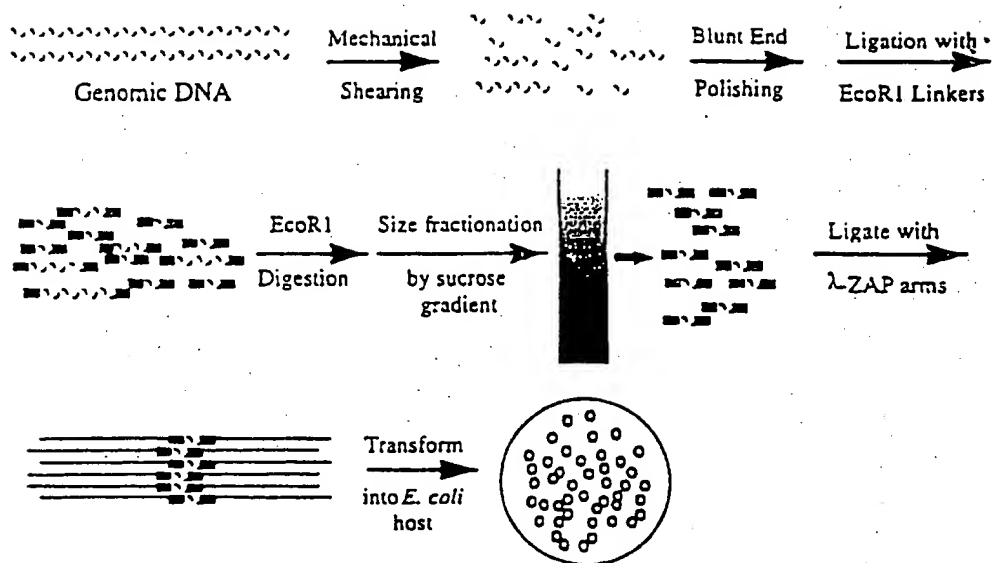 Genomic DNA
Mechanical
Shearing
Blunt End
Polishing
Ligation with
EcoR1 Linkers
EcoR1
Digestion
Size fractionation
by sucrose
gradient
Ligate with
λ-ZAP arms
Transform
into E. coli
host